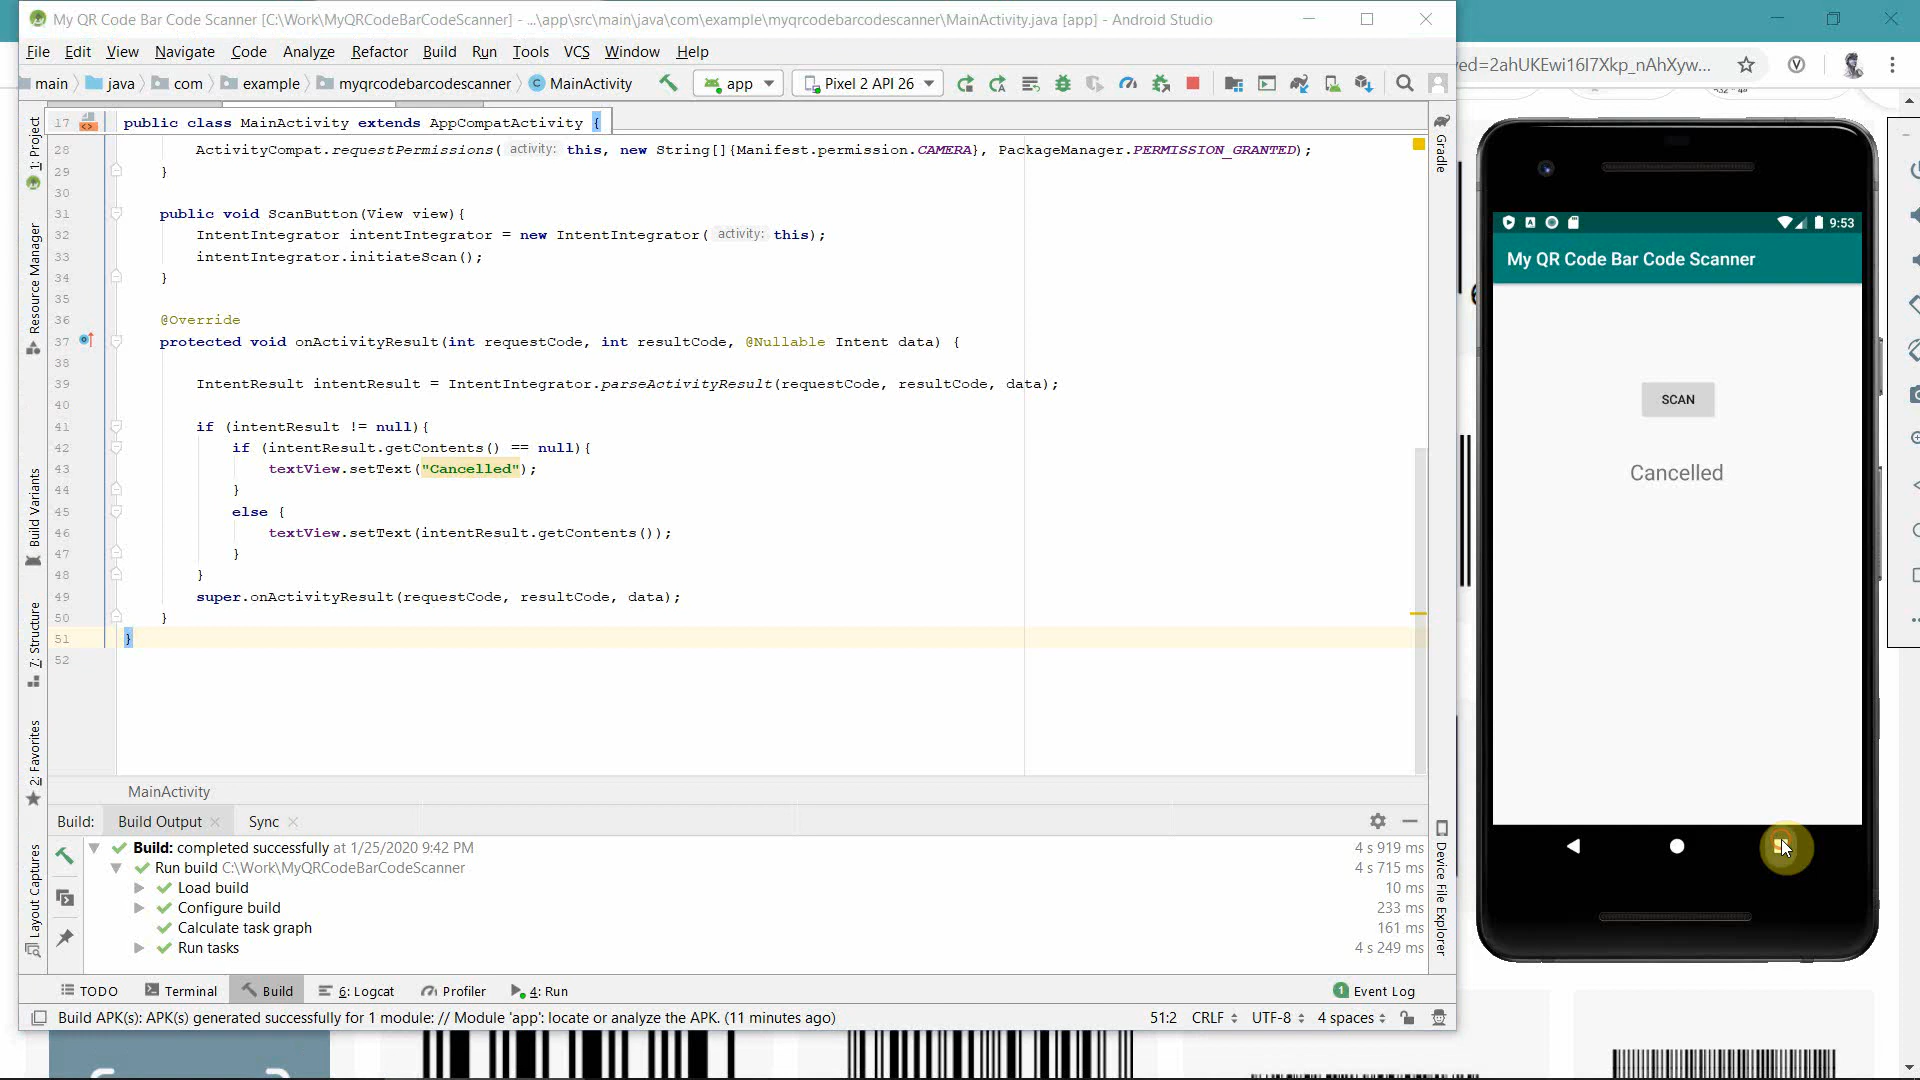 My QR Code Bar Code Scanner [C:\Work\MyQRCodeBarCodeScanner] - ...\app\src\main\java\com\example\myqrcodebarcodescanner\MainActivity.java [app] - Android Studio
File Edit View Navigate Code Analyze Refactor Build Run Tools VCS Window Help
main java com example myqrcodebarcodescanner MainActivity app Pixel 2 API 26
ved=2ahUKEwi16I7Xkp_nAhXyw...
17 public class MainActivity extends AppCompatActivity {
28 ActivityCompat.requestPermissions( activity: this, new String[]{Manifest.permission.CAMERA}, PackageManager.PERMISSION_GRANTED);
29 }
30
31 public void ScanButton(View view){
32 IntentIntegrator intentIntegrator = new IntentIntegrator( activity: this);
33 intentIntegrator.initiateScan();
34 }
35
36 @Override
37 protected void onActivityResult(int requestCode, int resultCode, @Nullable Intent data) {
38
39 IntentResult intentResult = IntentIntegrator.parseActivityResult(requestCode, resultCode, data);
40
41 if (intentResult != null){
42 if (intentResult.getContents() == null){
43 textView.setText("Cancelled");
44 }
45 else {
46 textView.setText(intentResult.getContents());
47 }
48 }
49 super.onActivityResult(requestCode, resultCode, data);
50 }
51 }
52
MainActivity
1: Project
Resource Manager
Build Variants
7: Structure
2: Favorites
Layout Captures
Gradle
Device File Explorer
Build: Build Output Sync
Build: completed successfully at 1/25/2020 9:42 PM 4 s 919 ms
Run build C:\Work\MyQRCodeBarCodeScanner 4 s 715 ms
Load build 10 ms
Configure build 233 ms
Calculate task graph 161 ms
Run tasks 4 s 249 ms
TODO Terminal Build 6: Logcat Profiler 4: Run 1 Event Log
Build APK(s): APK(s) generated successfully for 1 module: // Module 'app': locate or analyze the APK. (11 minutes ago) 51:2 CRLF UTF-8 4 spaces
9:53
My QR Code Bar Code Scanner
SCAN
Cancelled